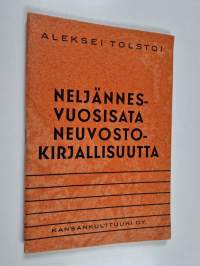 ALEKSEI TOLSTOI
NELJÄNNES-
VUOSISATA
NEUVOSTO-
KIRJALLISUUTTA
KANSANKULTTUURI OY